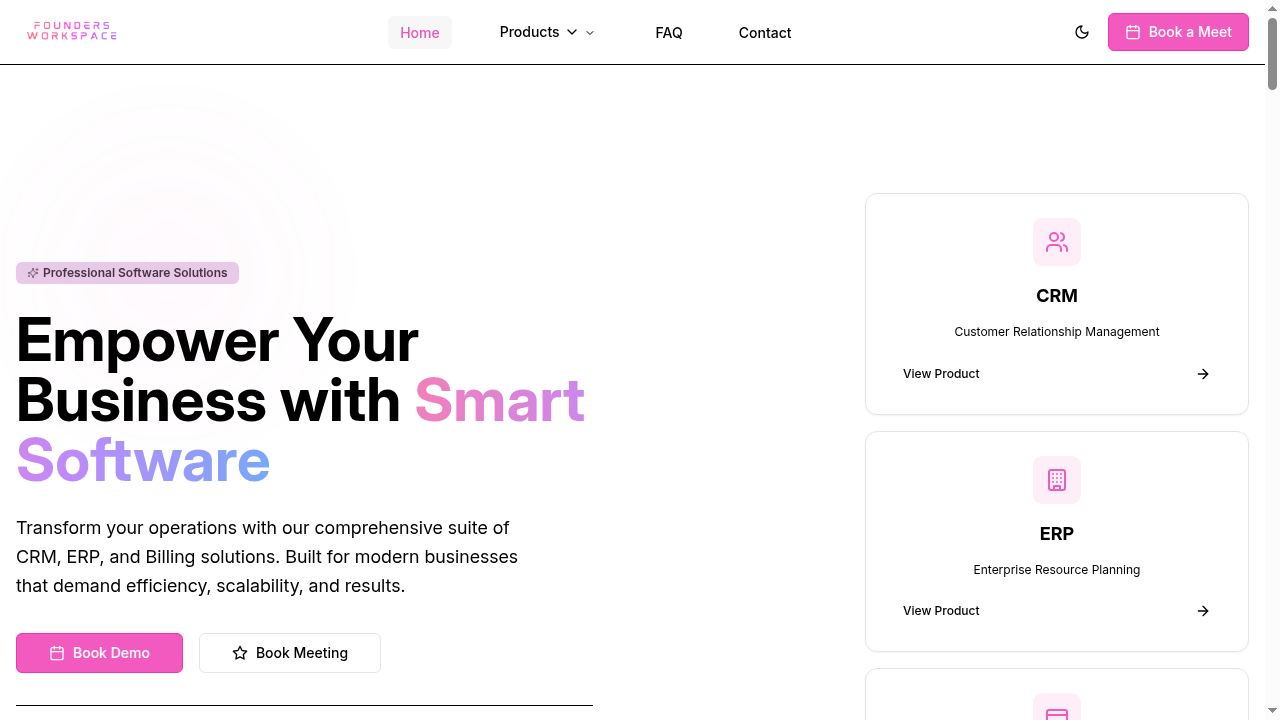 FOUNDERS
WORKSPACE
Home
Products
FAQ
Contact
Book a Meet
Professional Software Solutions
Empower Your
Business with Smart
Software
Transform your operations with our comprehensive suite of
CRM, ERP, and Billing solutions. Built for modern businesses
that demand efficiency, scalability, and results.
Book Demo
Book Meeting
CRM
Customer Relationship Management
View Product
ERP
Enterprise Resource Planning
View Product